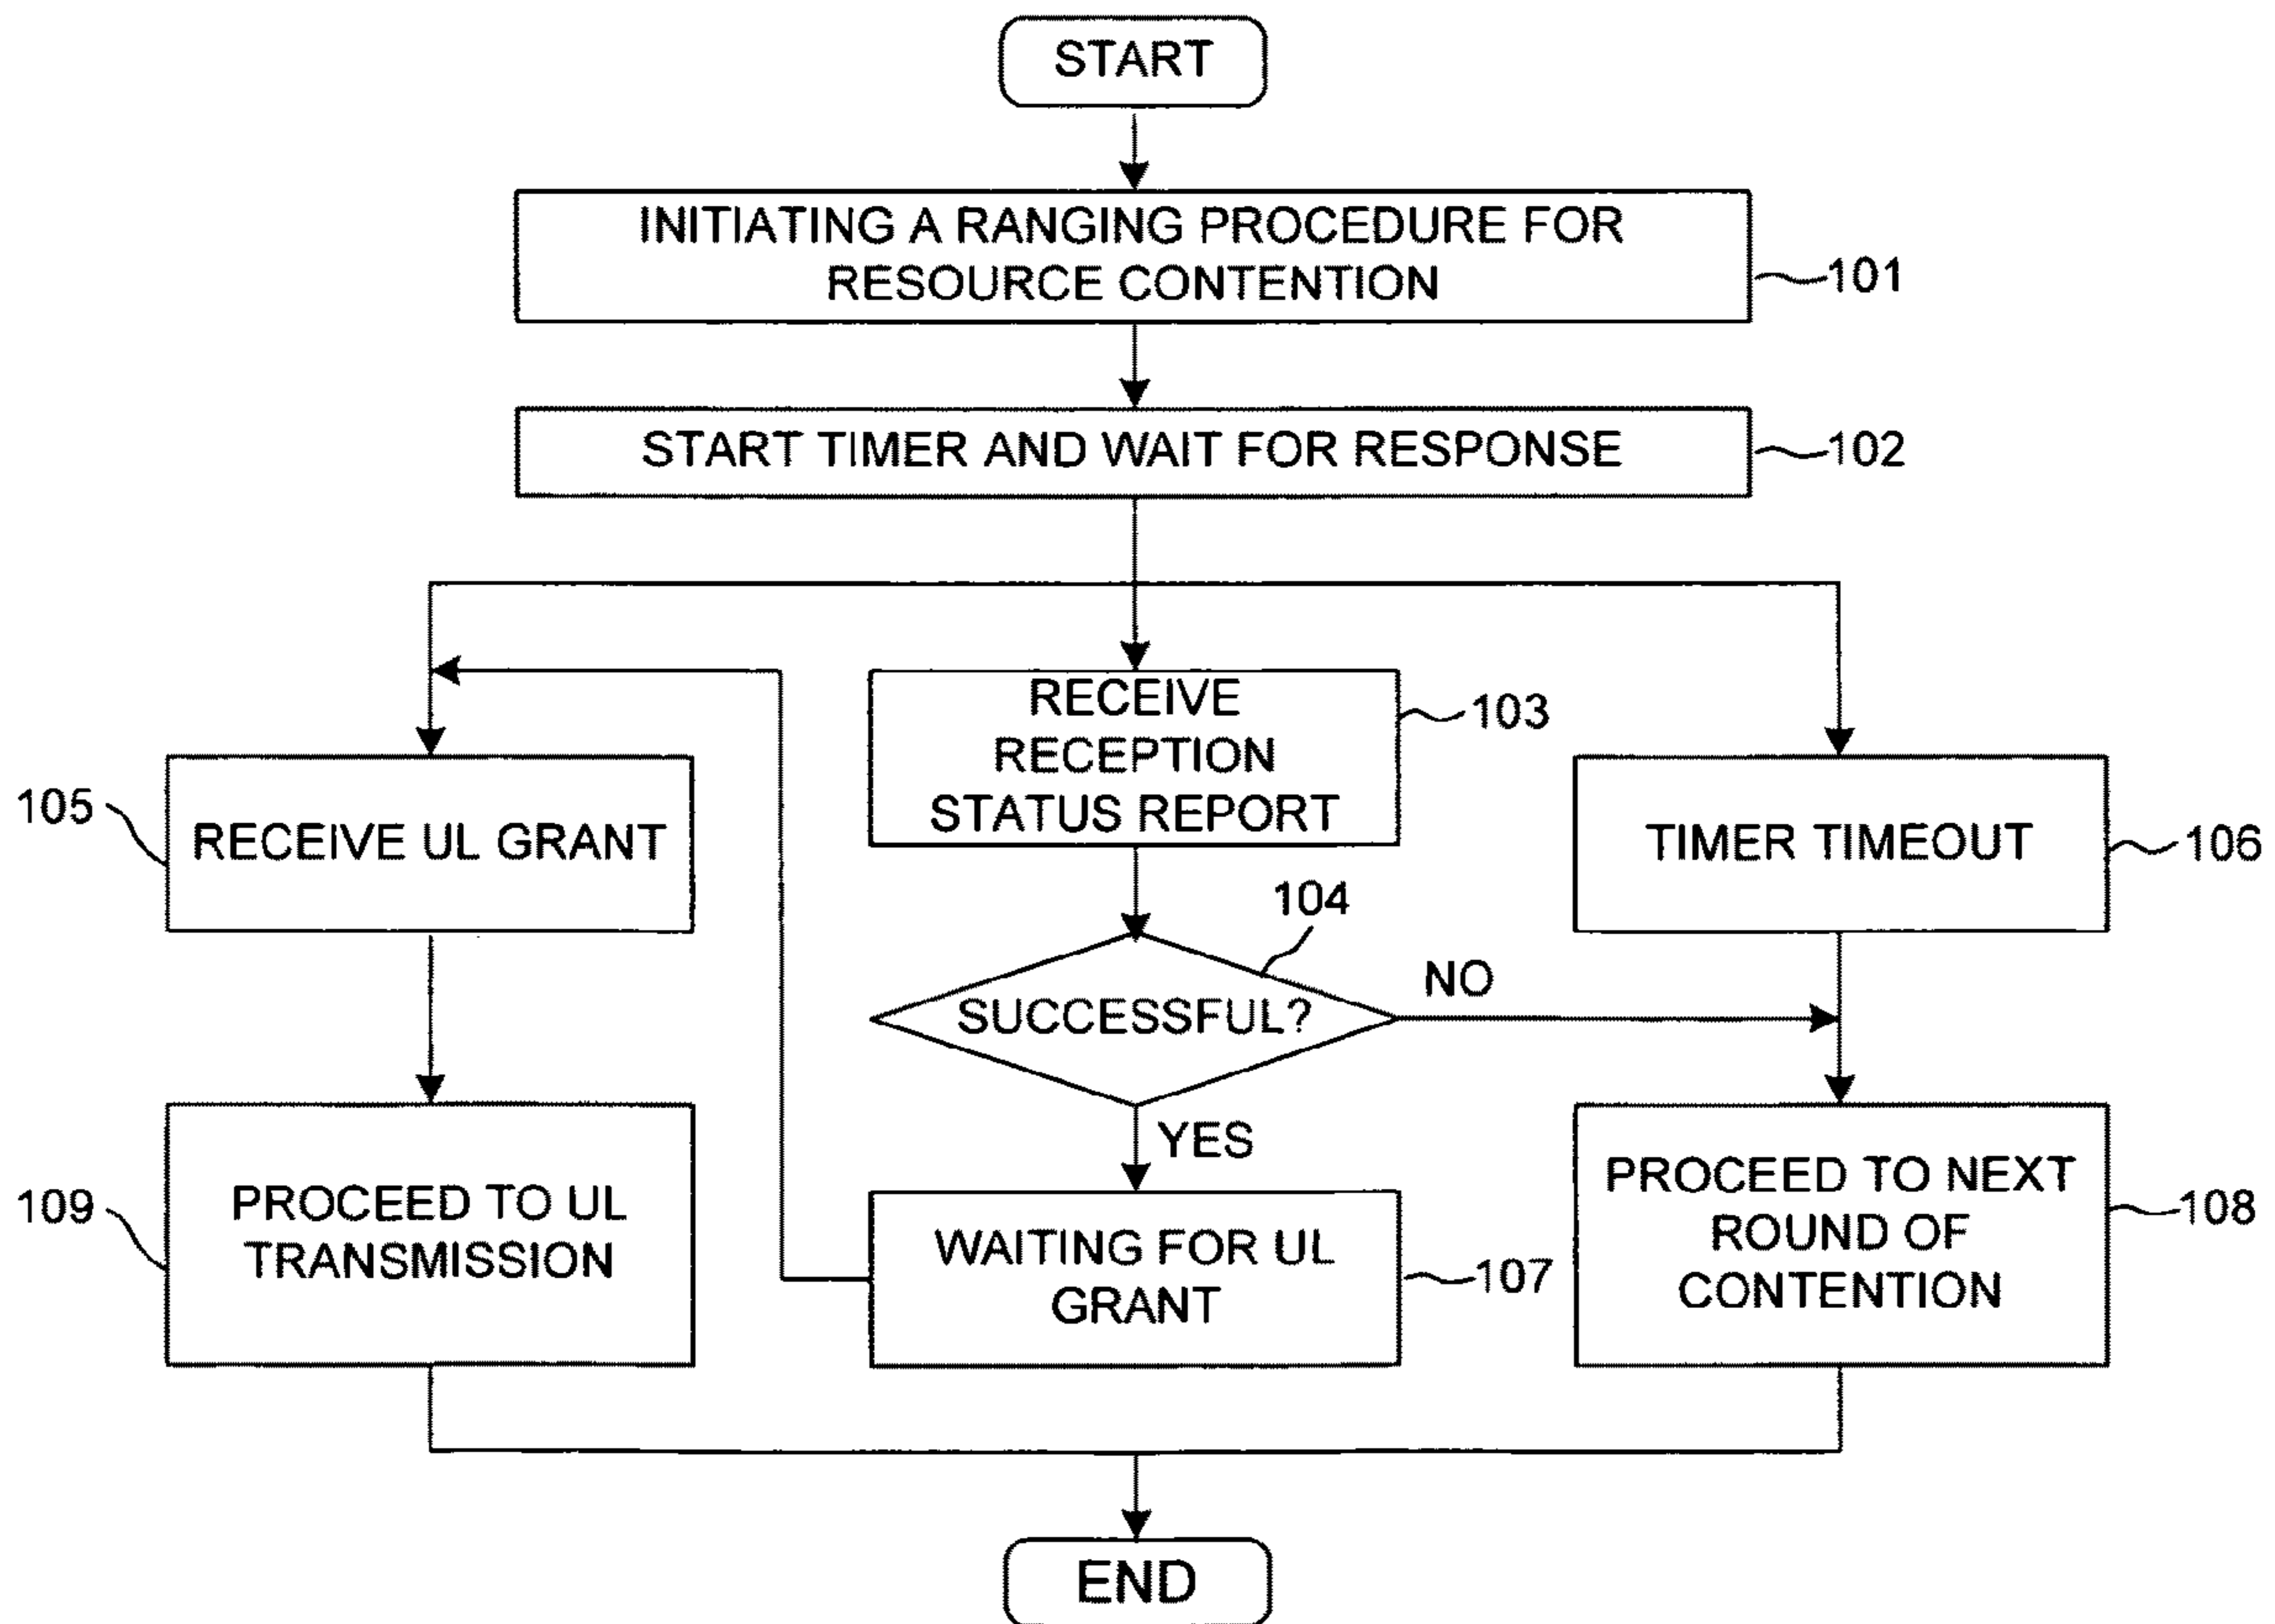 START
INITIATING A RANGING PROCEDURE FOR
RESOURCE CONTENTION
101
START TIMER AND WAIT FOR RESPONSE
102
RECEIVE
RECEPTION
STATUS REPORT
103
105
RECEIVE UL GRANT
TIMER TIMEOUT
106
104
SUCCESSFUL?
NO
YES
109
PROCEED TO UL
TRANSMISSION
WAITING FOR UL
GRANT
107
PROCEED TO NEXT
ROUND OF
CONTENTION
108
END